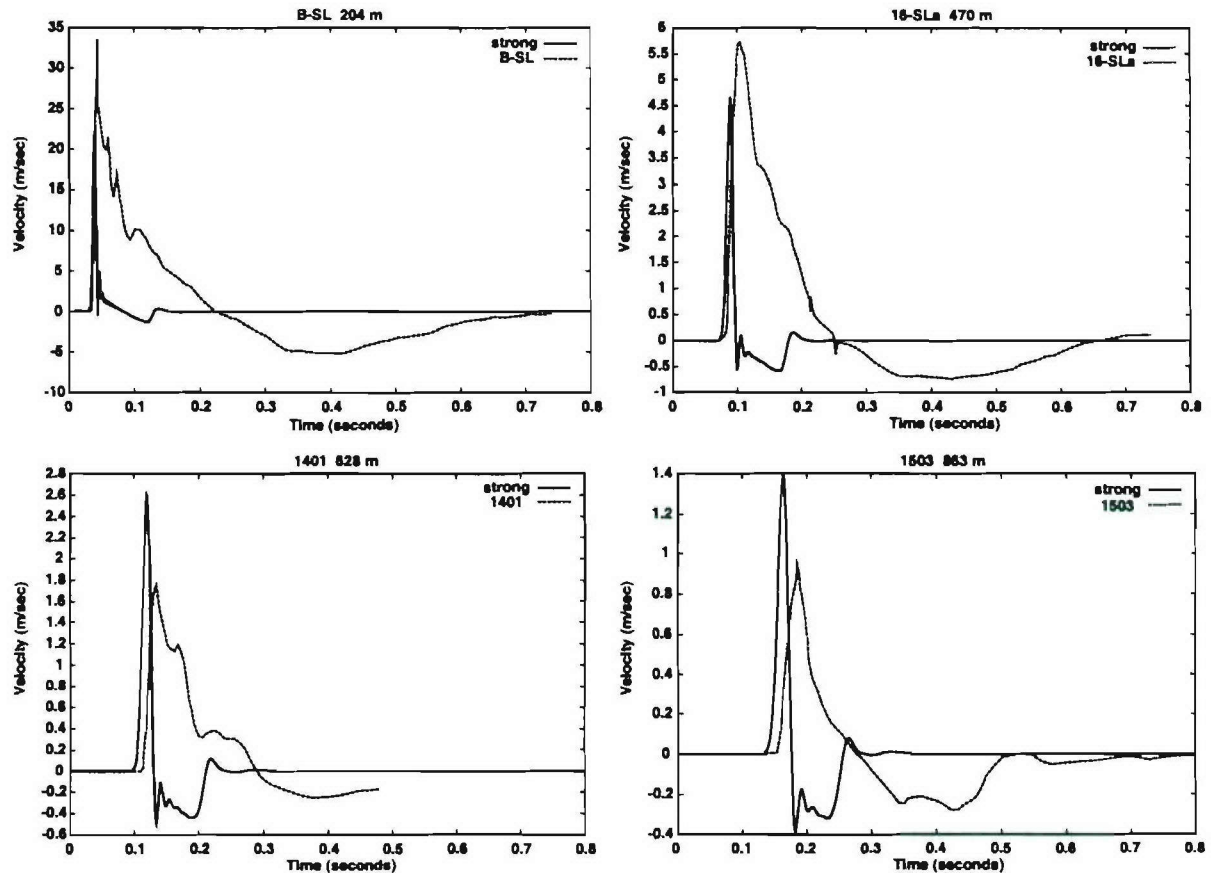 B-SL 204 m
strong
B-SL
35
30
25
20
15
10
5
0
-5
-10
Velocity (m/sec)
0 0.1 0.2 0.3 0.4 0.5 0.6 0.7 0.8
Time (seconds)
16-SLa 470 m
strong
16-SLa
6
5.5
5
4.5
4
3.5
3
2.5
2
1.5
1
0.5
0
-0.5
-1
Velocity (m/sec)
0 0.1 0.2 0.3 0.4 0.5 0.6 0.7 0.8
Time (seconds)
1401 628 m
strong
1401
2.8
2.6
2.4
2.2
2
1.8
1.6
1.4
1.2
1
0.8
0.6
0.4
0.2
0
-0.2
-0.4
-0.6
Velocity (m/sec)
0 0.1 0.2 0.3 0.4 0.5 0.6 0.7 0.8
Time (seconds)
1503 863 m
strong
1503
1.4
1.2
1
0.8
0.6
0.4
0.2
0
-0.2
-0.4
Velocity (m/sec)
0 0.1 0.2 0.3 0.4 0.5 0.6 0.7 0.8
Time (seconds)